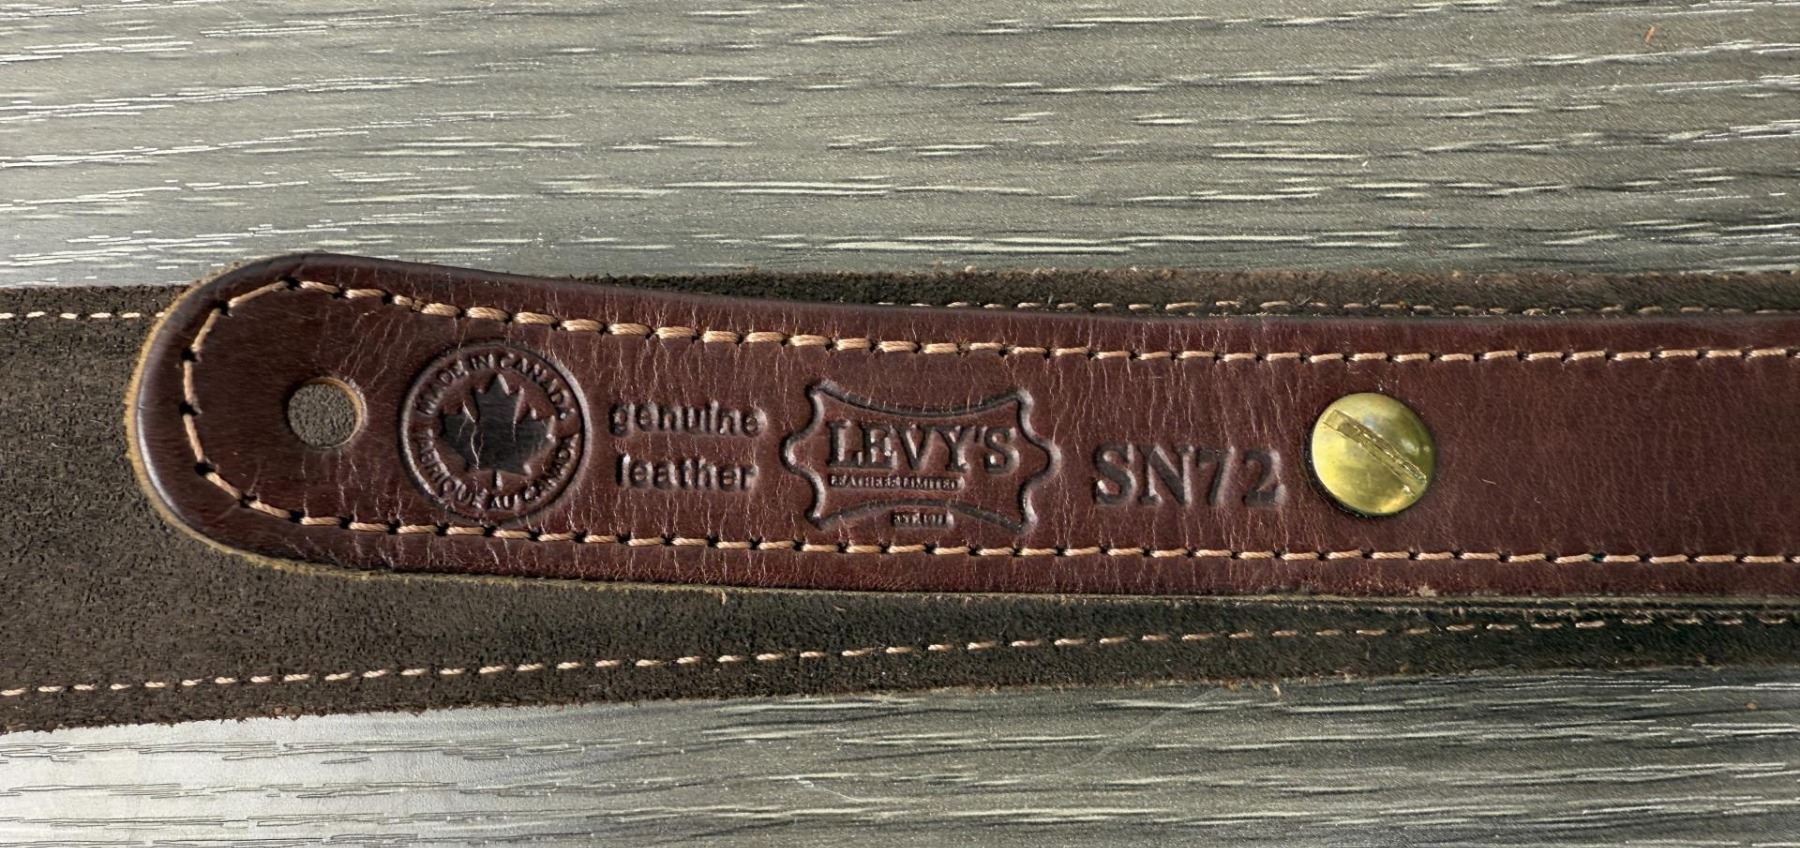 MADE IN CANADA
FABRIQUÉ AU CANADA
genuine
leather
LEVY'S
LEATHERS LIMITED
SN72